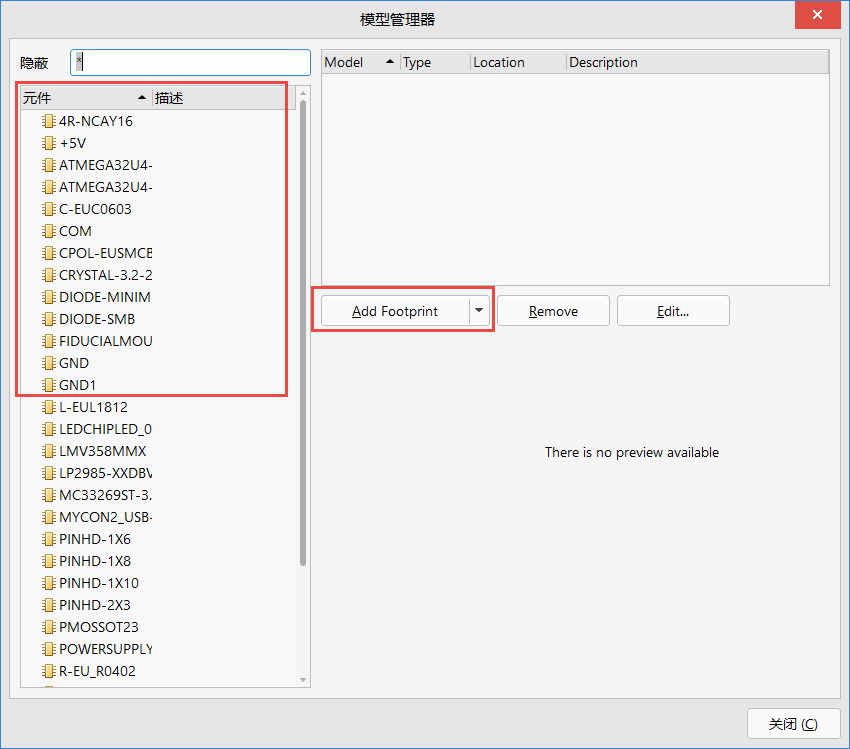 模型管理器
隐蔽 *
Model Type Location Description
元件 描述
4R-NCAY16
+5V
ATMEGA32U4-
ATMEGA32U4-
C-EUC0603
COM
CPOL-EUSMCB
CRYSTAL-3.2-2
DIODE-MINIM
DIODE-SMB
FIDUCIALMOU
GND
GND1
L-EUL1812
LEDCHIPLED_0
LMV358MMX
LP2985-XXDBV
MC33269ST-3.
MYCON2_USB-
PINHD-1X6
PINHD-1X8
PINHD-1X10
PINHD-2X3
PMOSSOT23
POWERSUPPLY
R-EU_R0402
Add Footprint Remove Edit...
There is no preview available
关闭 (C)